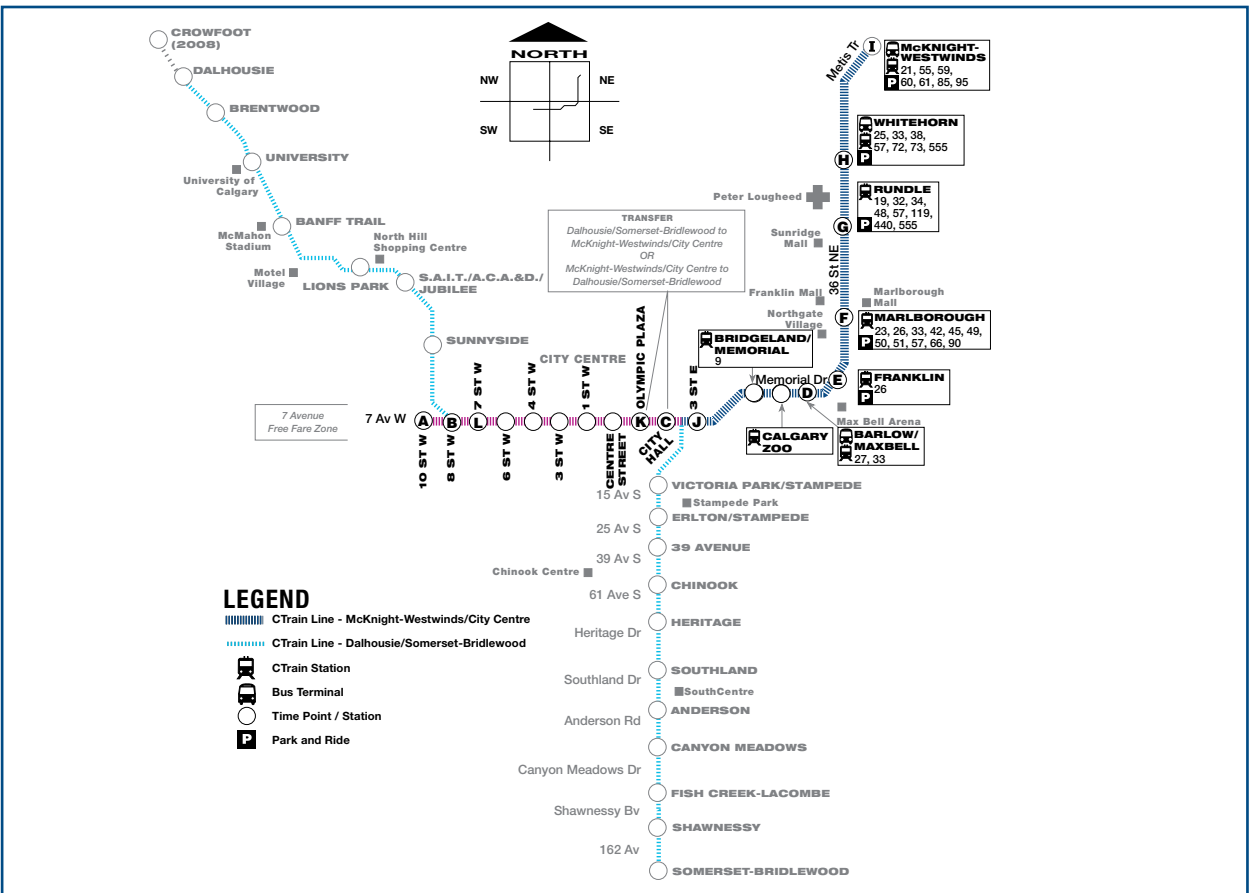 CROWFOOT
(2008)
DALHOUSIE
BRENTWOOD
UNIVERSITY
University of
Calgary
BANFF TRAIL
McMahon
Stadium
North Hill
Shopping Centre
Motel
Village
LIONS PARK
S.A.I.T./A.C.A.&D./
JUBILEE
SUNNYSIDE
NORTH
NW
NE
SW
SE
Metis Tr
I
McKNIGHT-
WESTWINDS
21, 55, 59,
P
60, 61, 85, 95
WHITEHORN
25, 33, 38,
57, 72, 73, 555
P
H
Peter Lougheed
RUNDLE
19, 32, 34,
48, 57, 119,
P
440, 555
G
Sunridge
Mall
36 St NE
TRANSFER
Dalhousie/Somerset-Bridlewood to
McKnight-Westwinds/City Centre
OR
McKnight-Westwinds/City Centre to
Dalhousie/Somerset-Bridlewood
Franklin Mall
Marlborough
Mall
Northgate
Village
F
MARLBOROUGH
23, 26, 33, 42, 45, 49,
P
50, 51, 57, 66, 90
BRIDGELAND/
MEMORIAL
9
Memorial Dr
D
E
FRANKLIN
26
P
Max Bell Arena
CALGARY
ZOO
BARLOW/
MAXBELL
27, 33
CITY CENTRE
7 Avenue
Free Fare Zone
7 Av W
A
B
L
K
C
J
7 ST W
4 ST W
1 ST W
OLYMPIC PLAZA
3 ST E
10 ST W
8 ST W
6 ST W
3 ST W
CENTRE
STREET
CITY
HALL
VICTORIA PARK/STAMPEDE
15 Av S
Stampede Park
ERLTON/STAMPEDE
25 Av S
39 AVENUE
39 Av S
Chinook Centre
CHINOOK
61 Ave S
HERITAGE
Heritage Dr
SOUTHLAND
Southland Dr
SouthCentre
ANDERSON
Anderson Rd
CANYON MEADOWS
Canyon Meadows Dr
FISH CREEK-LACOMBE
Shawnessy Bv
SHAWNESSY
162 Av
SOMERSET-BRIDLEWOOD
LEGEND
CTrain Line - McKnight-Westwinds/City Centre
CTrain Line - Dalhousie/Somerset-Bridlewood
CTrain Station
Bus Terminal
Time Point / Station
P
Park and Ride